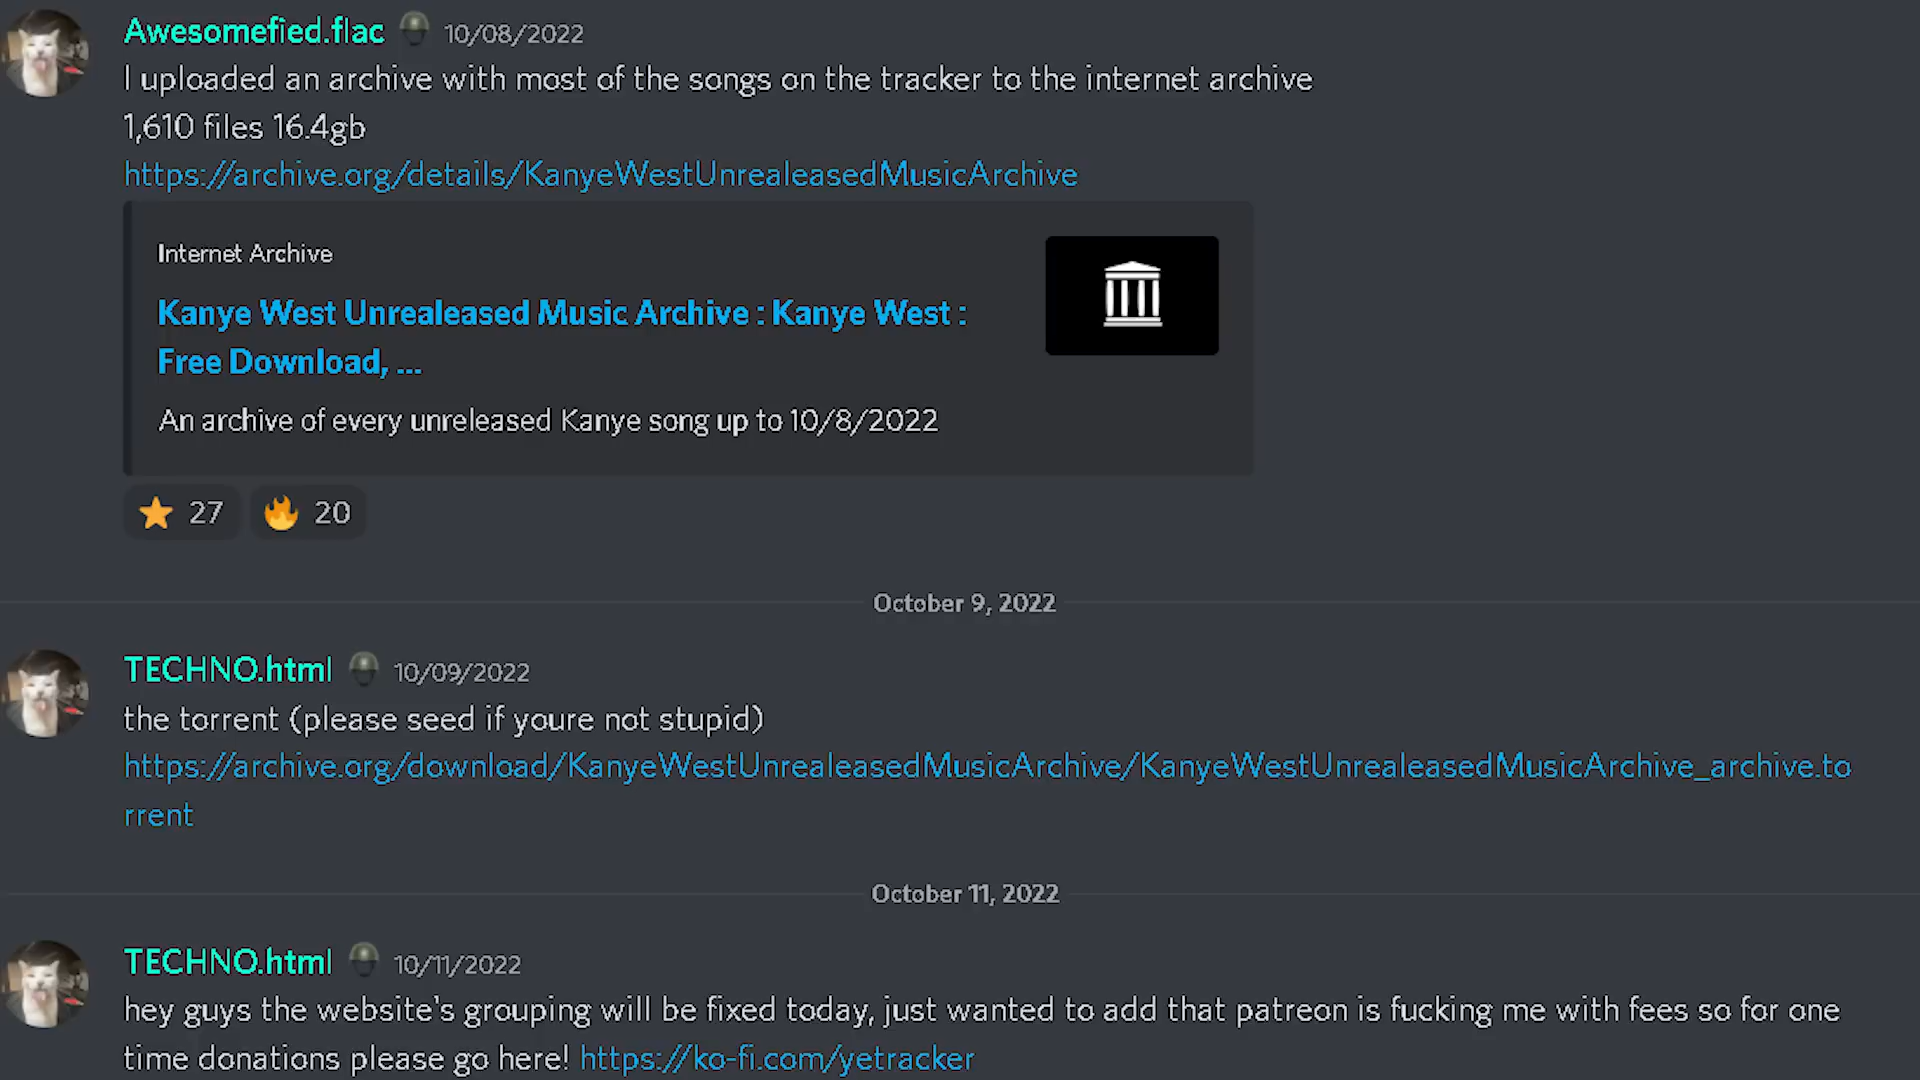 Awesomefied.flac 10/08/2022
I uploaded an archive with most of the songs on the tracker to the internet archive
1,610 files 16.4gb
https://archive.org/details/KanyeWestUnrealeasedMusicArchive
Internet Archive
Kanye West Unrealeased Music Archive : Kanye West :
Free Download, ...
An archive of every unreleased Kanye song up to 10/8/2022
27 20
October 9, 2022
TECHNO.html 10/09/2022
the torrent (please seed if youre not stupid)
https://archive.org/download/KanyeWestUnrealeasedMusicArchive/KanyeWestUnrealeasedMusicArchive_archive.to
rrent
October 11, 2022
TECHNO.html 10/11/2022
hey guys the website's grouping will be fixed today, just wanted to add that patreon is fucking me with fees so for one
time donations please go here! https://ko-fi.com/yetracker